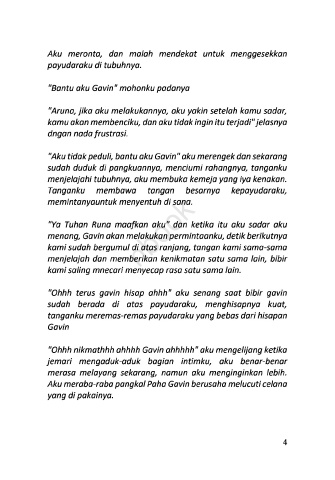 Aku meronta, dan malah mendekat untuk menggesekkan
payudaraku di tubuhnya.
"Bantu aku Gavin" mohonku padanya
"Aruna, jika aku melakukannya, aku yakin setelah kamu sadar,
kamu akan membenciku, dan aku tidak ingin itu terjadi" jelasnya
dngan nada frustrasi.
"Aku tidak peduli, bantu aku Gavin" aku merengek dan sekarang
sudah duduk di pangkuannya, menciumi rahangnya, tanganku
menjelajahi tubuhnya, aku membuka kemeja yang iya kenakan.
Tanganku membawa tangan besarnya kepayudaraku,
memintanyauntuk menyentuh di sana.
"Ya Tuhan Runa maafkan aku" dan ketika itu aku sadar aku
menang, Gavin akan melakukan permintaanku, detik berikutnya
kami sudah bergumul di atas ranjang, tangan kami sama-sama
menjelajah dan memberikan kenikmatan satu sama lain, bibir
kami saling mnecari menyecap rasa satu sama lain.
"Ohhh terus gavin hisap ahhh" aku senang saat bibir gavin
sudah berada di atas payudaraku, menghisapnya kuat,
tanganku meremas-remas payudaraku yang bebas dari hisapan
Gavin
"Ohhh nikmathhh ahhhh Gavin ahhhhh" aku mengelijang ketika
jemari mengaduk-aduk bagian intimku, aku benar-benar
merasa melayang sekarang, namun aku menginginkan lebih.
Aku meraba-raba pangkal Paha Gavin berusaha melucuti celana
yang di pakainya.
4